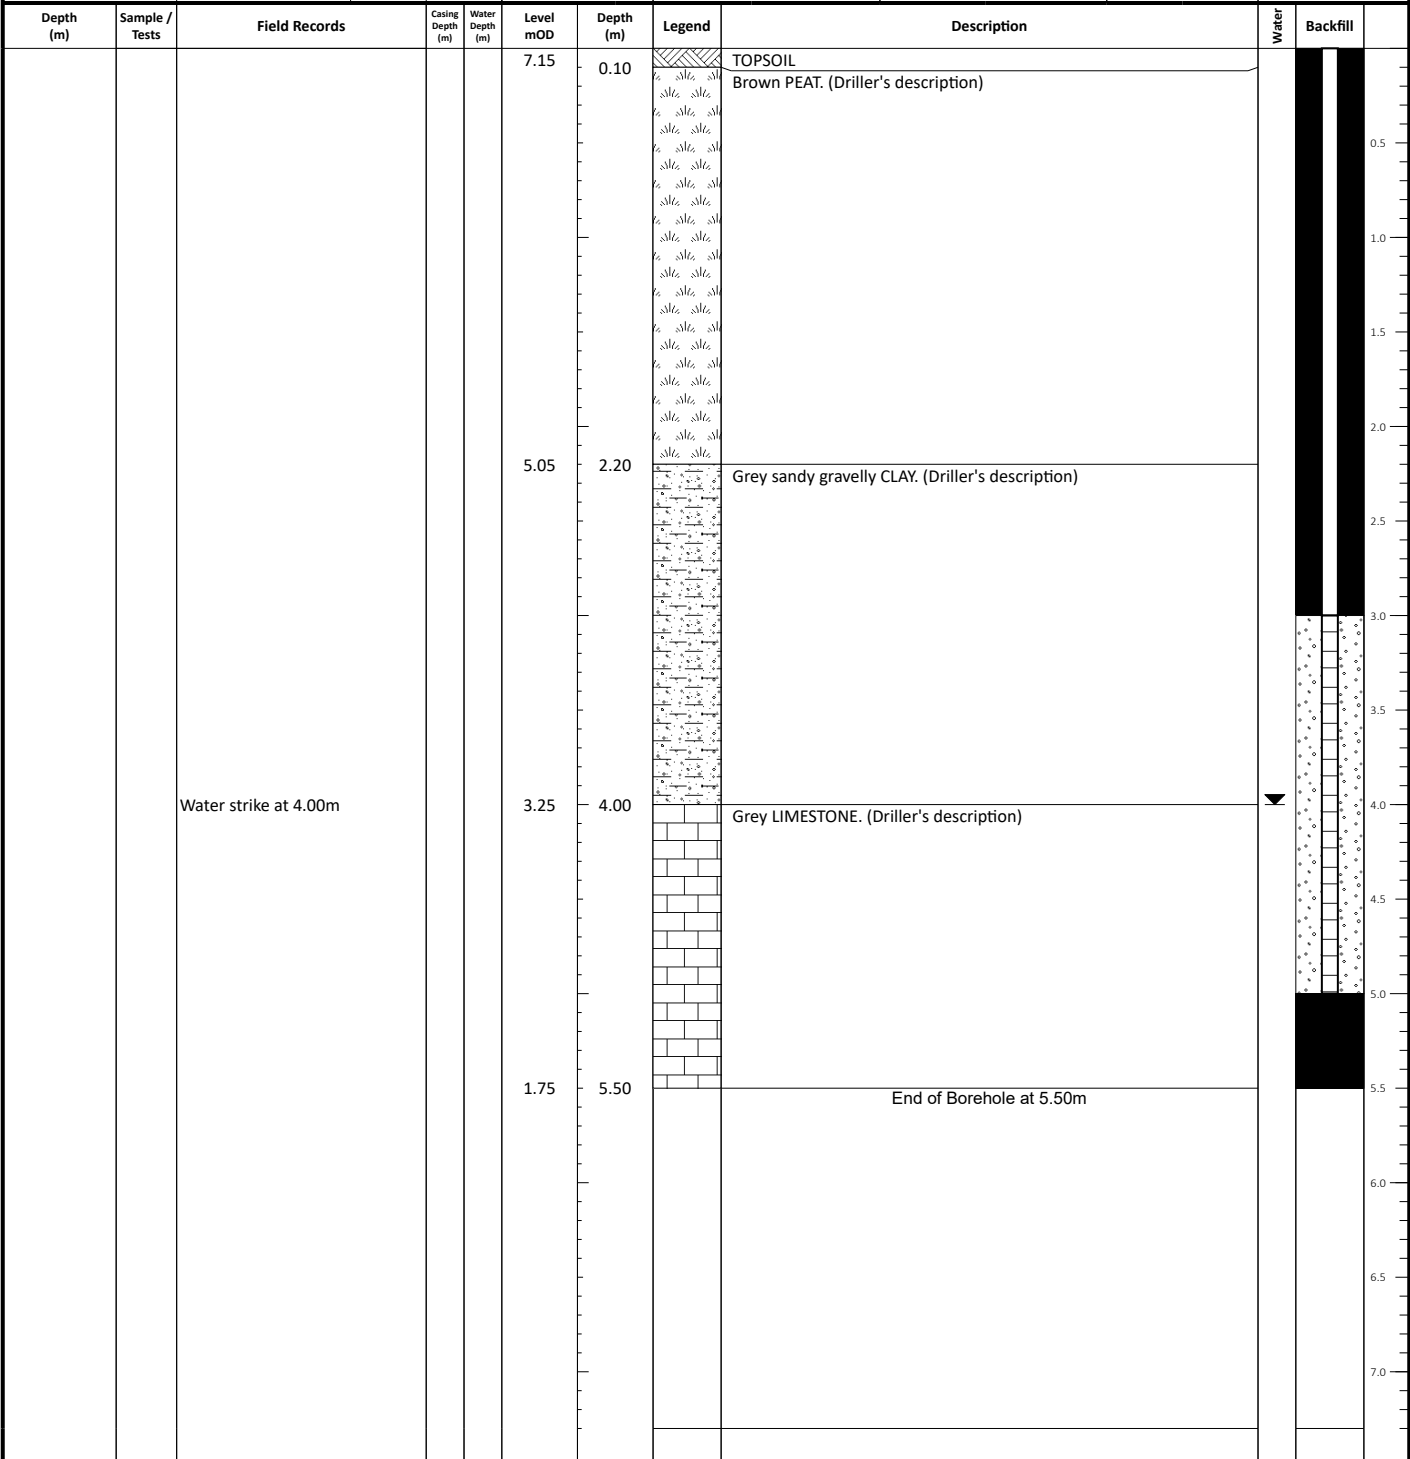 Depth (m) Sample / Tests Field Records Casing Depth (m) Water Depth (m) Level mOD Depth (m) Legend Description Water Backfill
7.15 0.10 TOPSOIL
Brown PEAT. (Driller's description)
0.5
1.0
1.5
2.0
5.05 2.20 Grey sandy gravelly CLAY. (Driller's description)
2.5
3.0
3.5
Water strike at 4.00m 3.25 4.00 4.0
Grey LIMESTONE. (Driller's description)
4.5
5.0
1.75 5.50 5.5
End of Borehole at 5.50m
6.0
6.5
7.0